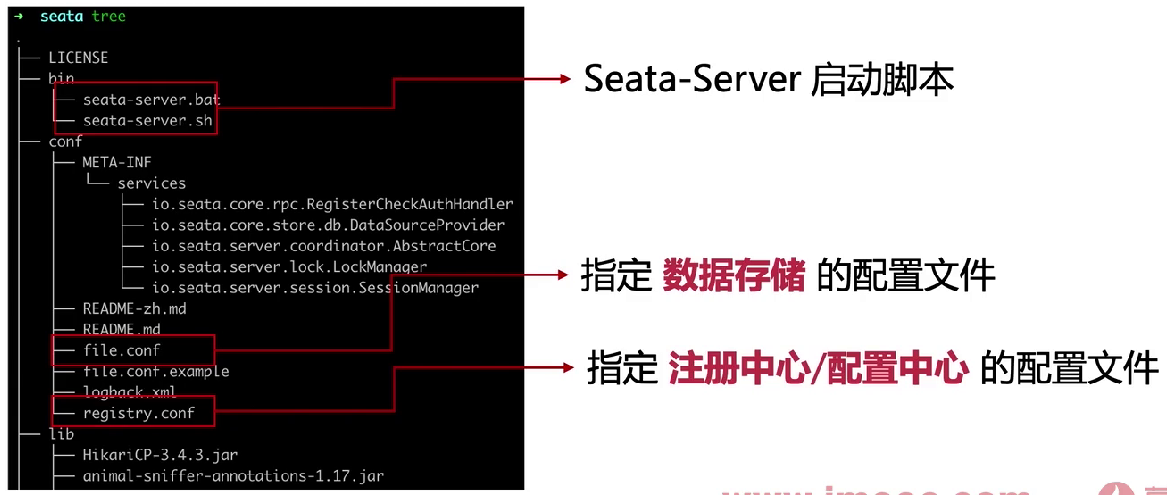 ➜ seata tree
.
├── LICENSE
├── bin
│   ├── seata-server.bat
│   └── seata-server.sh
├── conf
│   ├── META-INF
│   │   └── services
│   │       ├── io.seata.core.rpc.RegisterCheckAuthHandler
│   │       ├── io.seata.core.store.db.DataSourceProvider
│   │       ├── io.seata.server.coordinator.AbstractCore
│   │       ├── io.seata.server.lock.LockManager
│   │       └── io.seata.server.session.SessionManager
│   ├── README-zh.md
│   ├── README.md
│   ├── file.conf
│   ├── file.conf.example
│   ├── logback.xml
│   └── registry.conf
├── lib
│   ├── HikariCP-3.4.3.jar
│   ├── animal-sniffer-annotations-1.17.jar
Seata-Server 启动脚本
指定 数据存储 的配置文件
指定 注册中心/配置中心 的配置文件